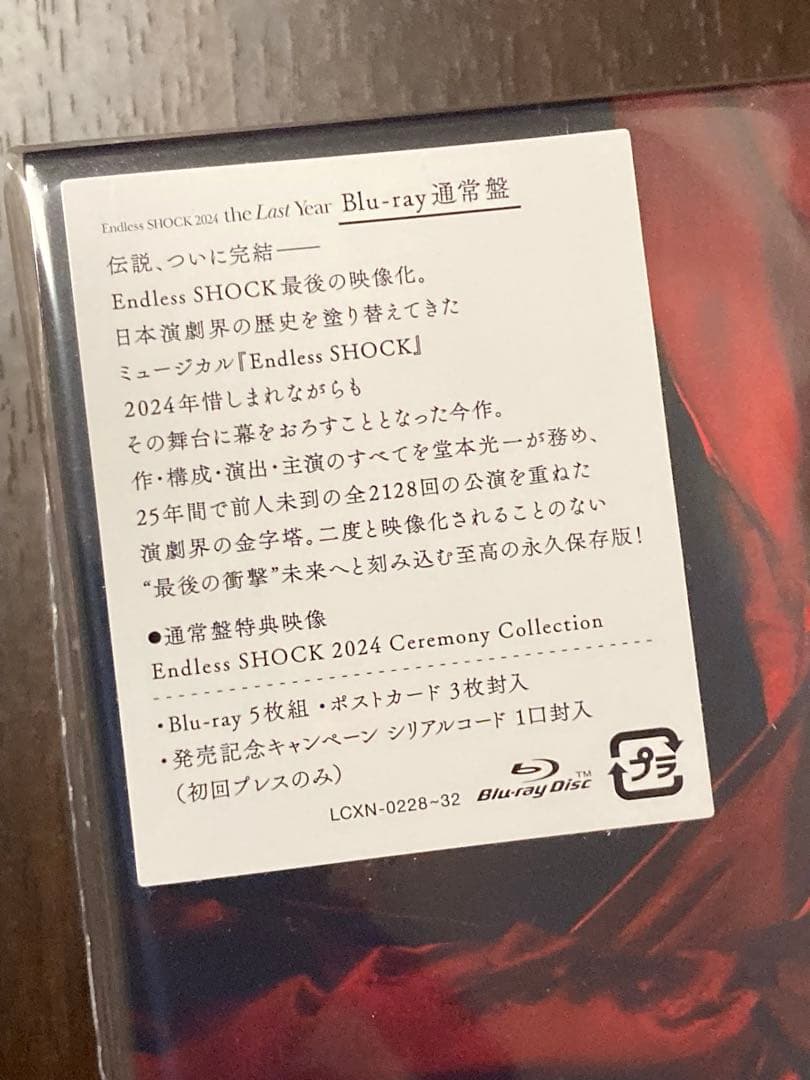 Endless SHOCK 2024 the Last Year Blu-ray通常盤
伝説、ついに完結――
Endless SHOCK最後の映像化。
日本演劇界の歴史を塗り替えてきた
ミュージカル『Endless SHOCK』
2024年惜しまれながらも
その舞台に幕をおろすこととなった今作。
作・構成・演出・主演のすべてを堂本光一が務め、
25年間で前人未到の全2128回の公演を重ねた
演劇界の金字塔。二度と映像化されることのない
“最後の衝撃”未来へと刻み込む至高の永久保存版!
●通常盤特典映像
Endless SHOCK 2024 Ceremony Collection
・Blu-ray 5枚組 ・ポストカード 3枚封入
・発売記念キャンペーン シリアルコード 1口封入
(初回プレスのみ)
LCXN-0228~32 Blu-ray Disc™ プラ